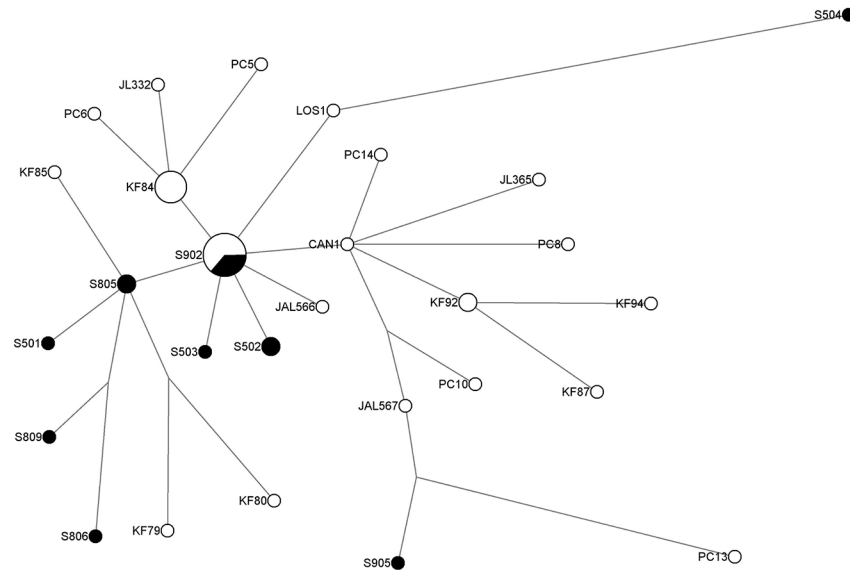 S504
PC5
JL332
LOS1
PC6
PC14
KF85
JL365
KF84
CAN1
PC8
S902
S805
KF92
KF94
JAL566
S501
S503
S502
PC10
KF87
JAL567
S809
KF80
KF79
S806
PC13
S905